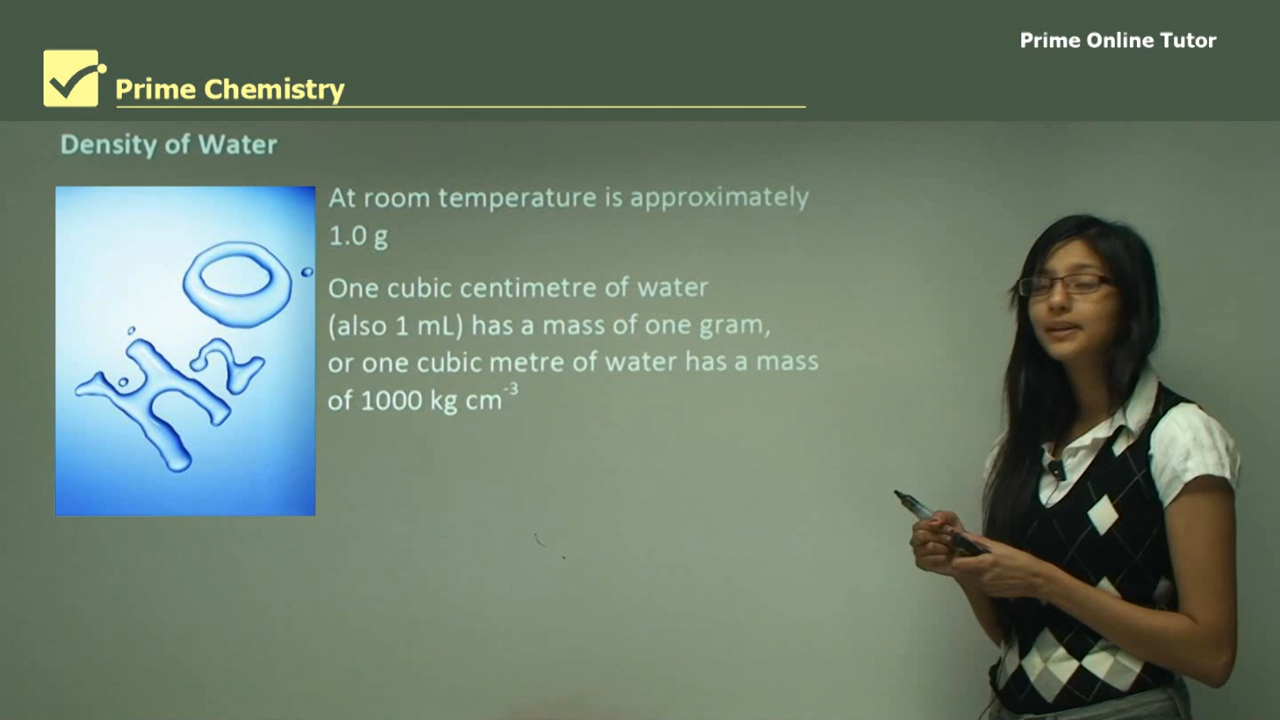 Prime Online Tutor
Prime Chemistry
Density of Water
At room temperature is approximately
1.0 g
One cubic centimetre of water
(also 1 mL) has a mass of one gram,
or one cubic metre of water has a mass
of 1000 kg cm⁻³
H2O